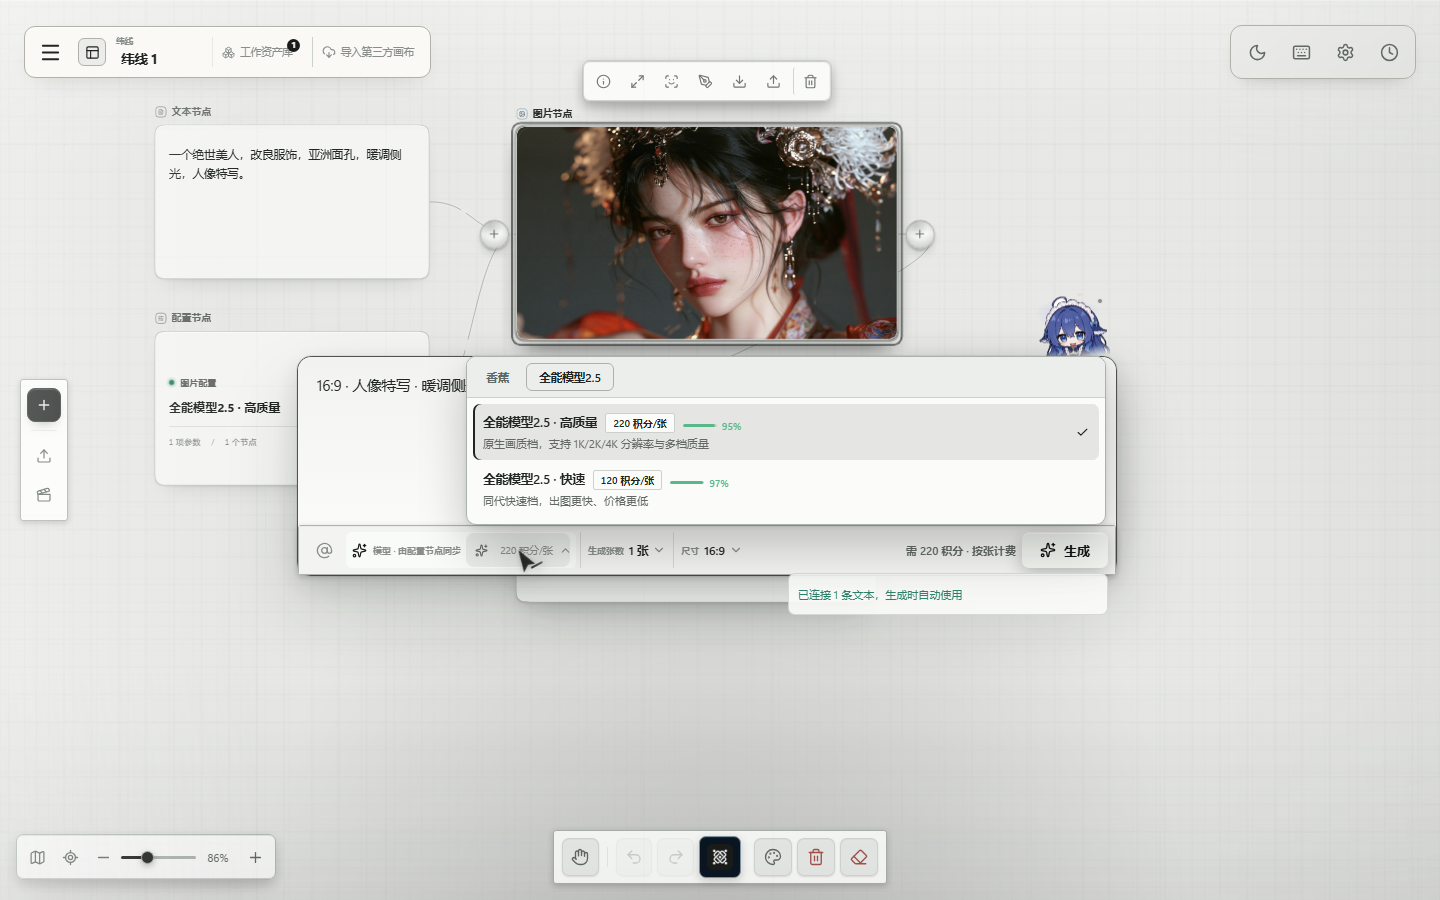 纬线
纬线 1
工作资产库
1
导入第三方画布
文本节点
一个绝世美人，改良服饰，亚洲面孔，暖调侧
光，人像特写。
图片节点
配置节点
图片配置
全能模型2.5 · 高质量
1 项参数 / 1 个节点
16:9 · 人像特写 · 暖调侧
香蕉
全能模型2.5
全能模型2.5 · 高质量
220 积分/张
95%
原生画质档，支持 1K/2K/4K 分辨率与多档质量
全能模型2.5 · 快速
120 积分/张
97%
同代快速档，出图更快、价格更低
模型 · 由配置节点同步
220 积分/张
生成张数 1 张
尺寸 16:9
需 220 积分 · 按张计费
生成
已连接 1 条文本，生成时自动使用
86%